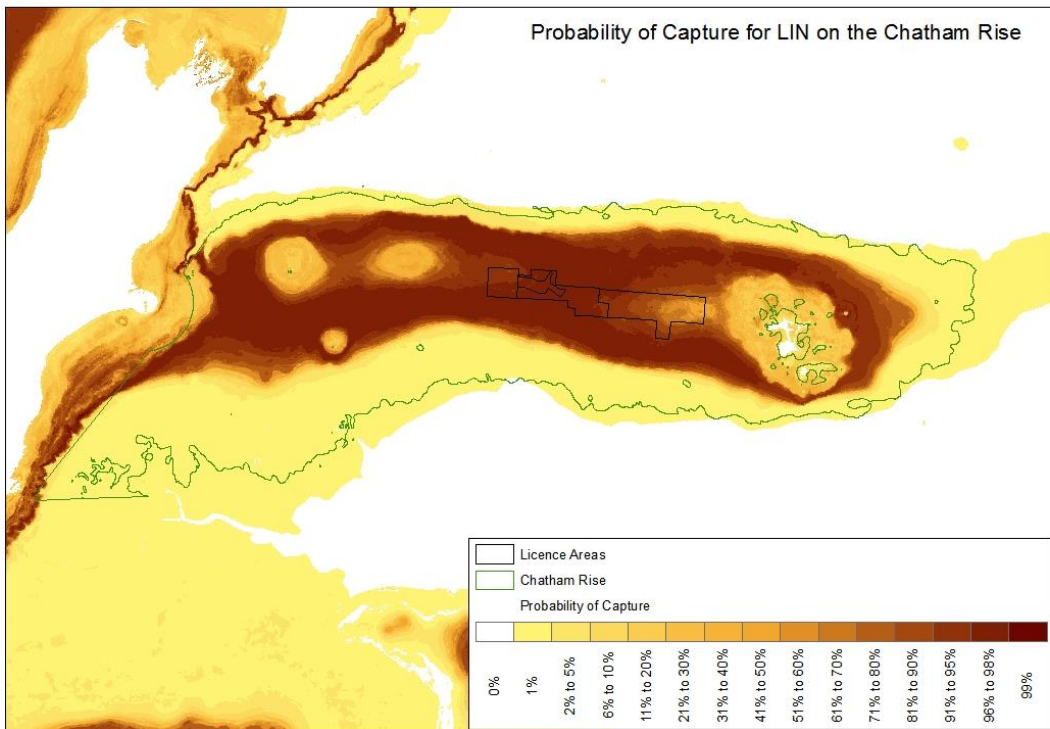 Probability of Capture for LIN on the Chatham Rise
Licence Areas
Chatham Rise
Probability of Capture
0%
1%
2% to 5%
6% to 10%
11% to 20%
21% to 30%
31% to 40%
41% to 50%
51% to 60%
61% to 70%
71% to 80%
81% to 90%
91% to 95%
96% to 98%
99%